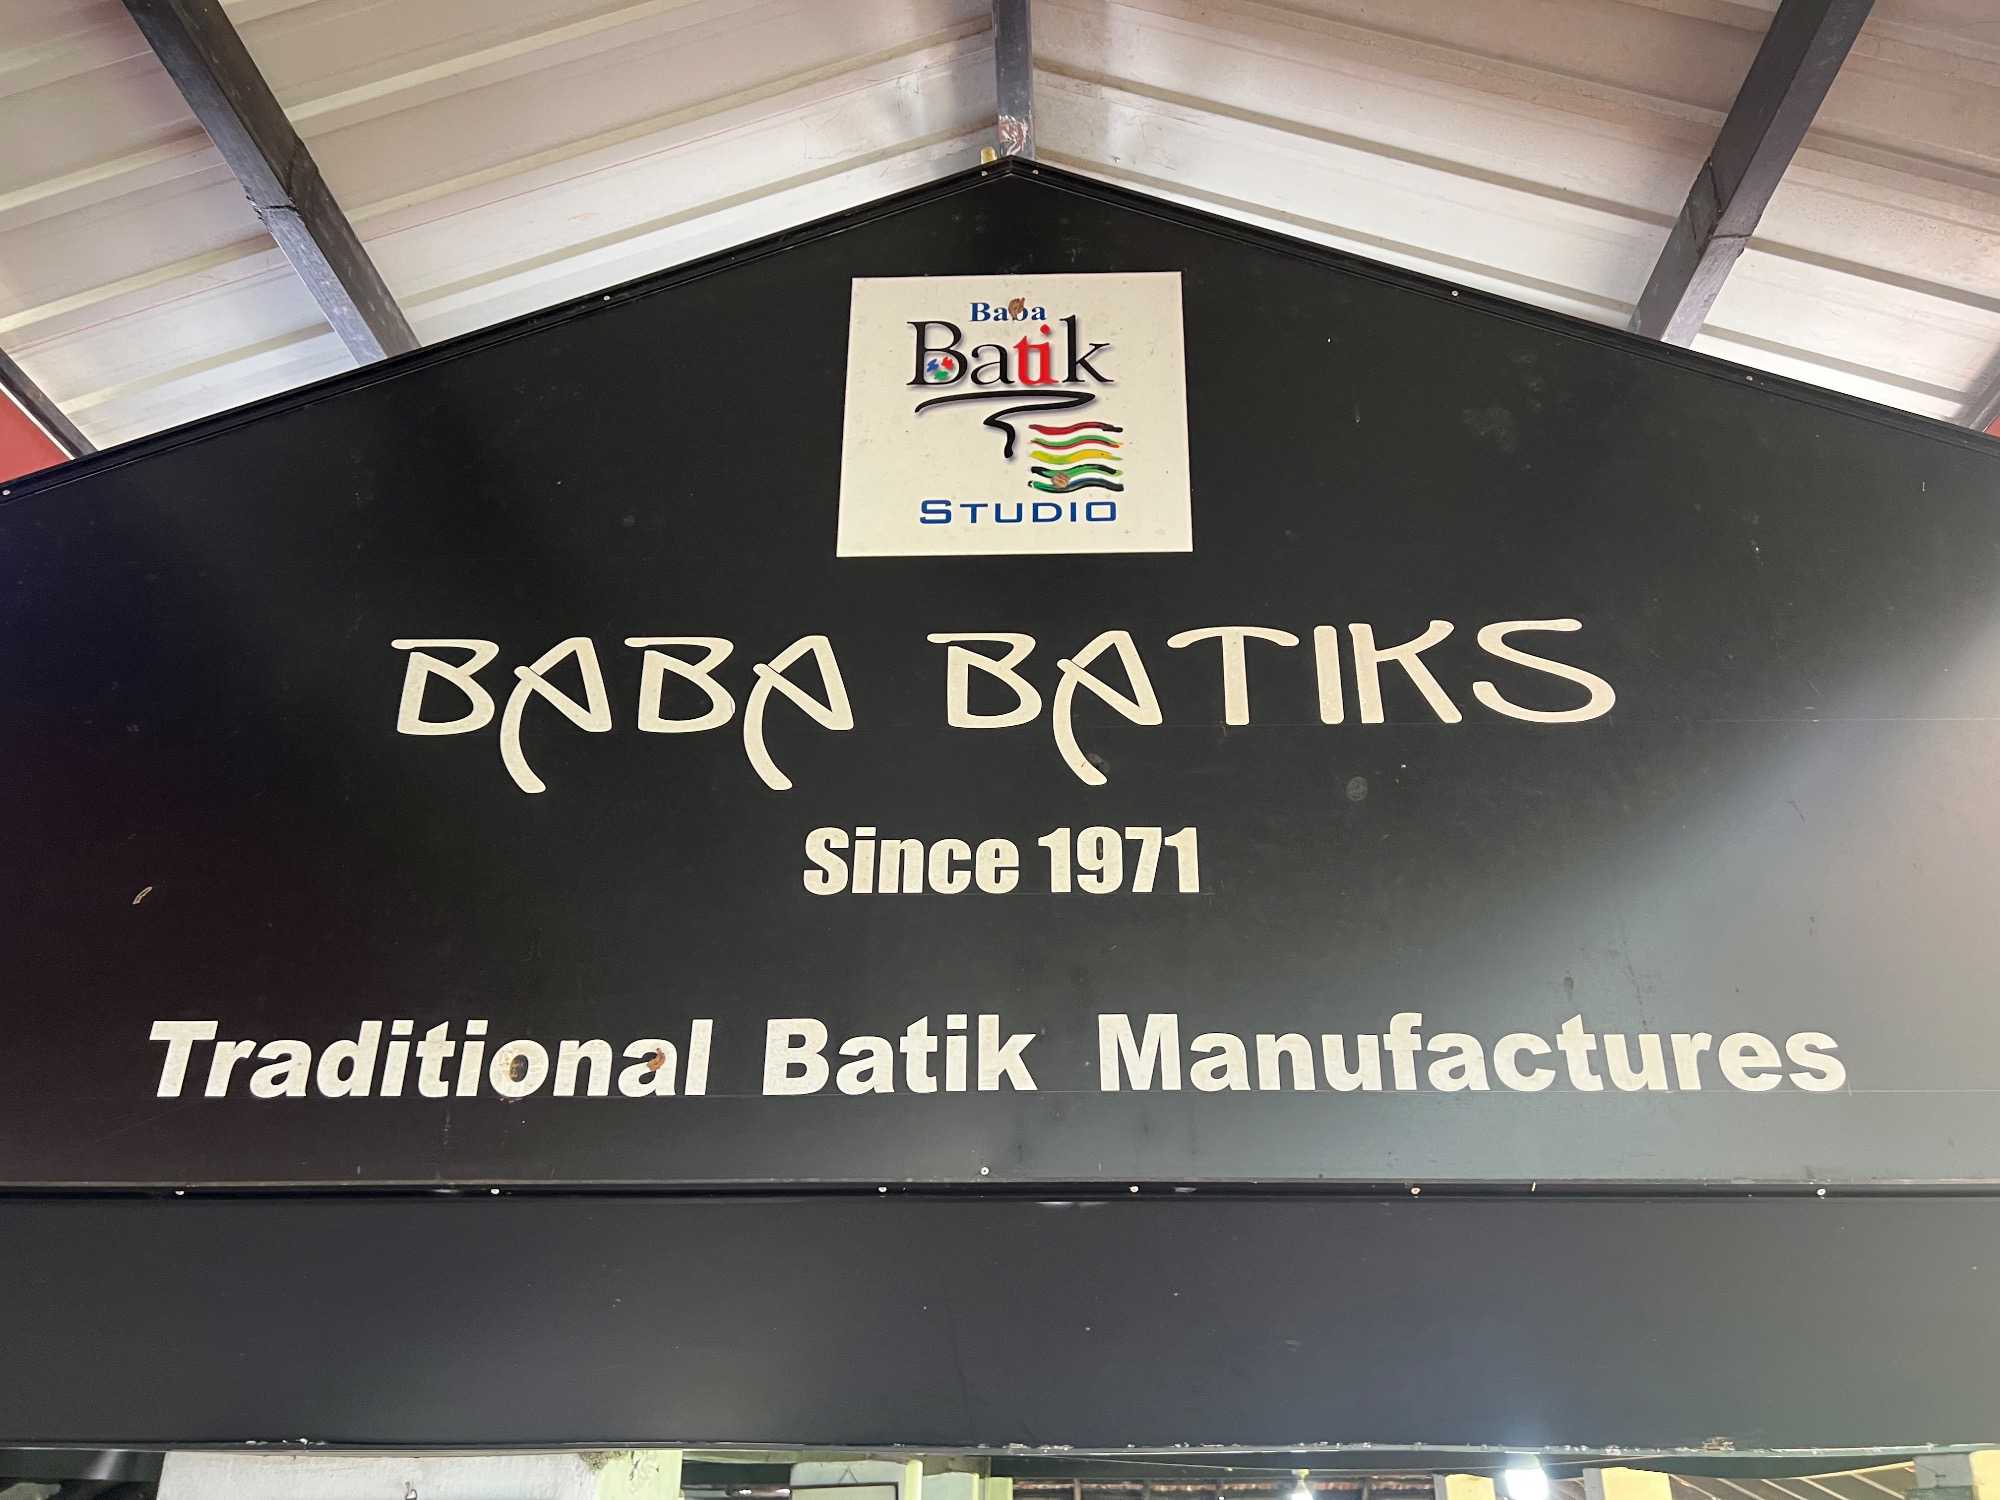 Baba
Batik
STUDIO
BABA BATIKS
Since 1971
Traditional Batik Manufactures